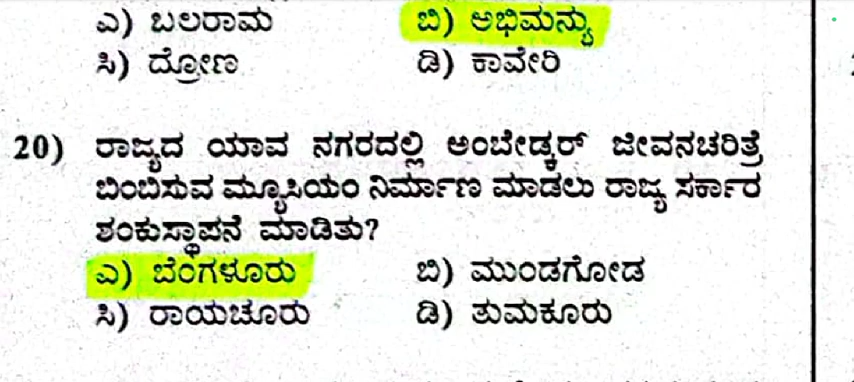 ಎ) ಬಲರಾಮ ಬಿ) ಅಭಿಮನ್ಯು
ಸಿ) ದ್ರೋಣ ಡಿ) ಕಾವೇರಿ
20) ರಾಜ್ಯದ ಯಾವ ನಗರದಲ್ಲಿ ಅಂಬೇಡ್ಕರ್ ಜೀವನಚರಿತ್ರೆ
ಬಿಂಬಿಸುವ ಮ್ಯೂಸಿಯಂ ನಿರ್ಮಾಣ ಮಾಡಲು ರಾಜ್ಯ ಸರ್ಕಾರ
ಶಂಕುಸ್ಥಾಪನೆ ಮಾಡಿತು?
ಎ) ಬೆಂಗಳೂರು ಬಿ) ಮುಂಡಗೋಡ
ಸಿ) ರಾಯಚೂರು ಡಿ) ತುಮಕೂರು